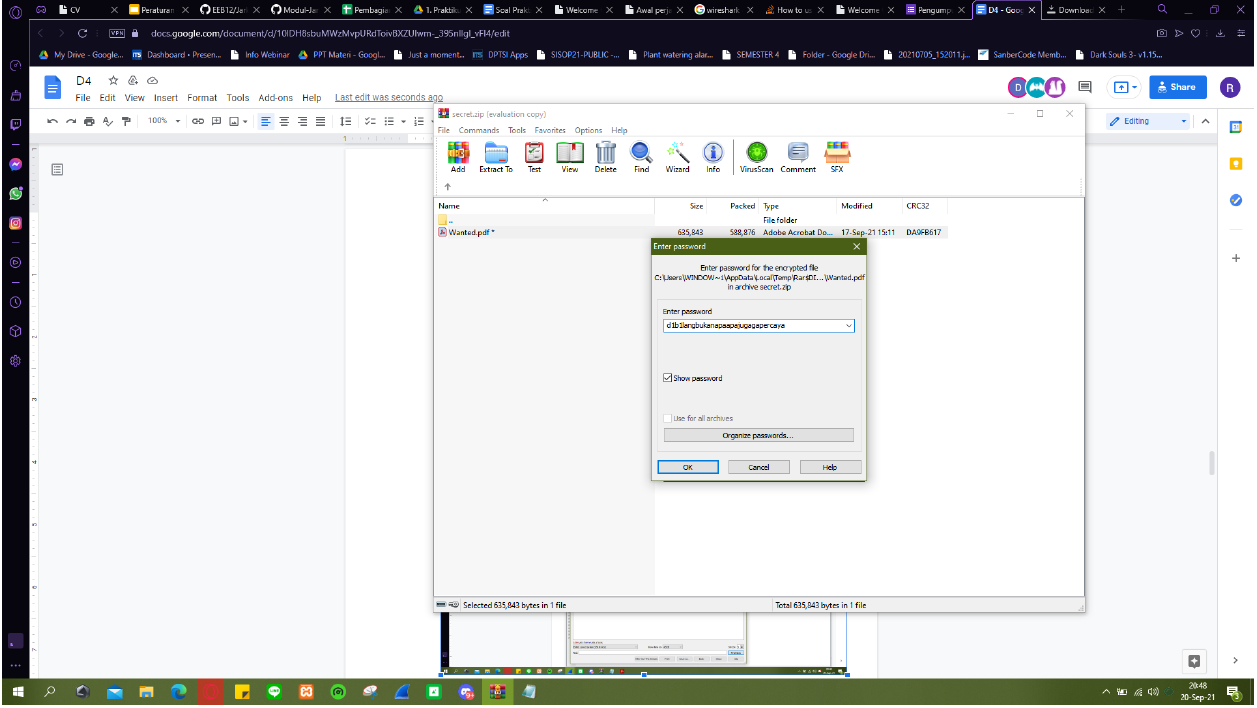 CV
Peraturan
EEB12/Jari
Modul-Jar
Pembagia
1. Praktik
Soal Prakt
Welcome
Awal perja
wireshark
How to us
Welcome
Pengump
D4 - Goog
Downloac
VPN
docs.google.com/document/d/10lDH8sbuMWzMvpURdToivBXZUlwm-_395nllgl_vFI4/edit
My Drive - Google...
Dashboard • Presen...
Info Webinar
PPT Materi - Googl...
Just a moment...
DPTSI Apps
SISOP21-PUBLIC -...
Plant watering alar...
SEMESTER 4
Folder - Google Dri...
20210705_152011.j...
SanberCode Memb...
Dark Souls 3- v1.15...
D4
File Edit View Insert Format Tools Add-ons Help Last edit was seconds ago
D
Share
R
100%
Editing
secret.zip (evaluation copy)
File Commands Tools Favorites Options Help
Add Extract To Test View Delete Find Wizard Info VirusScan Comment SFX
Name Size Packed Type Modified CRC32
.. File folder
Wanted.pdf * 635,843 588,876 Adobe Acrobat Do... 17-Sep-21 15:11 DA9FB617
Enter password
Enter password for the encrypted file
C:\Users\WINDOW~1\AppData\Local\Temp\Rar$DI...\Wanted.pdf
in archive secret.zip
Enter password
d1b1langbukanapaapajugagapercaya
Show password
Use for all archives
Organize passwords...
OK Cancel Help
Selected 635,843 bytes in 1 file
Total 635,843 bytes in 1 file
20:48
20-Sep-21